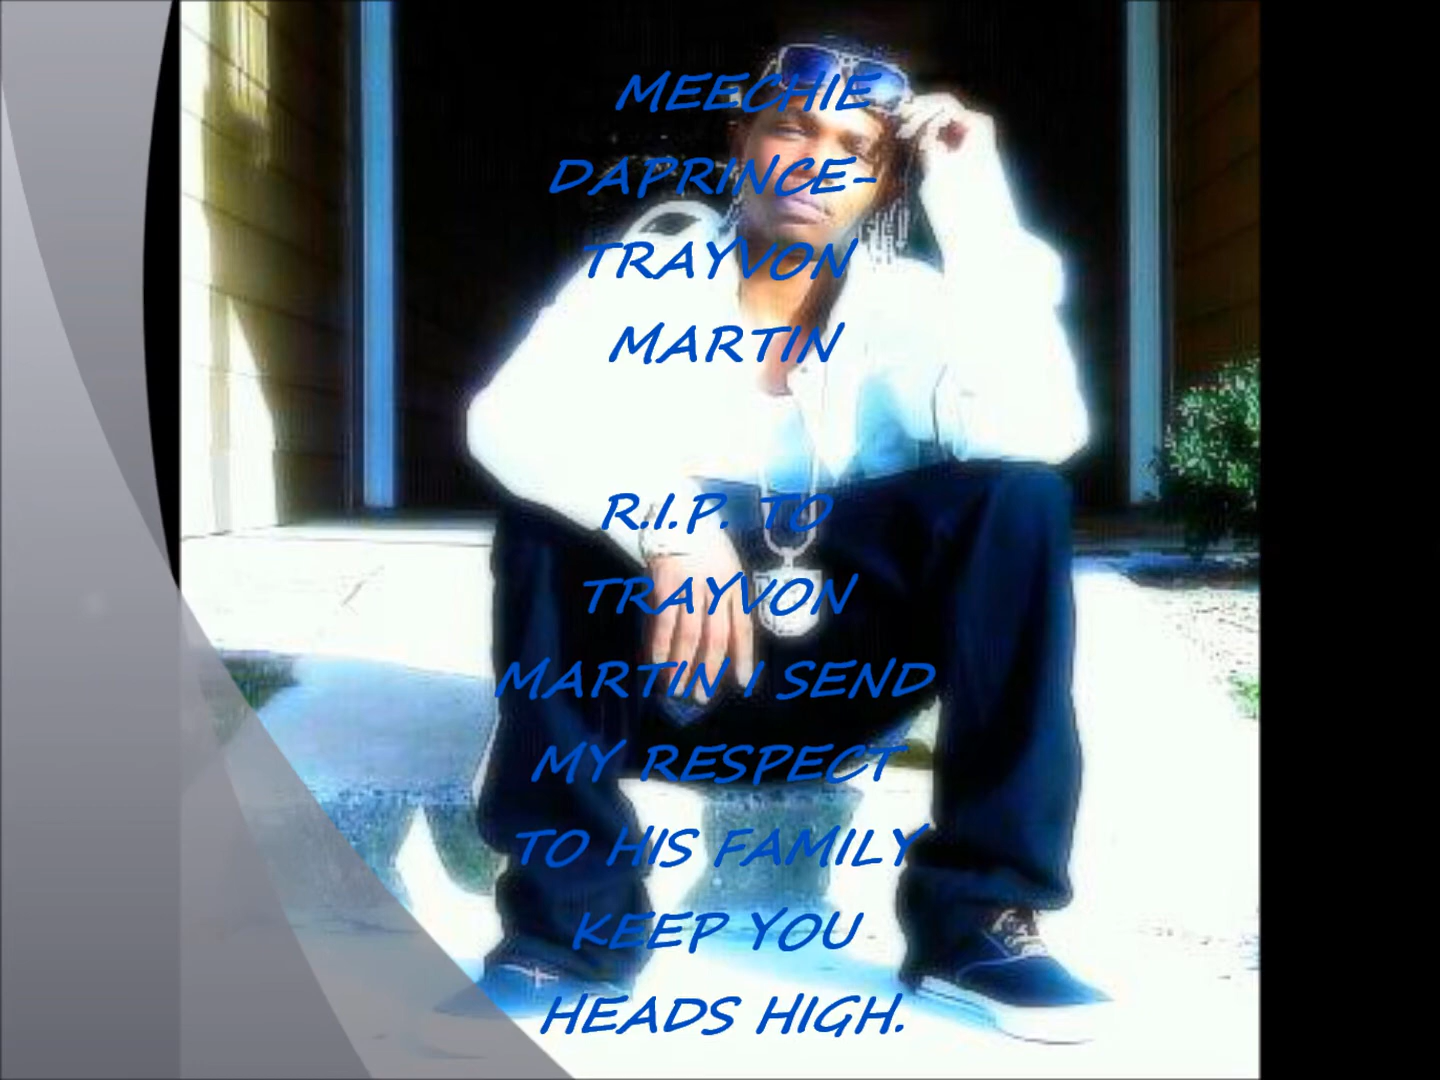 MEECHIE
DAPRINCE-
TRAYVON
MARTIN
R.I.P. TO
TRAYVON
MARTIN I SEND
MY RESPECT
TO HIS FAMILY
KEEP YOU
HEADS HIGH.